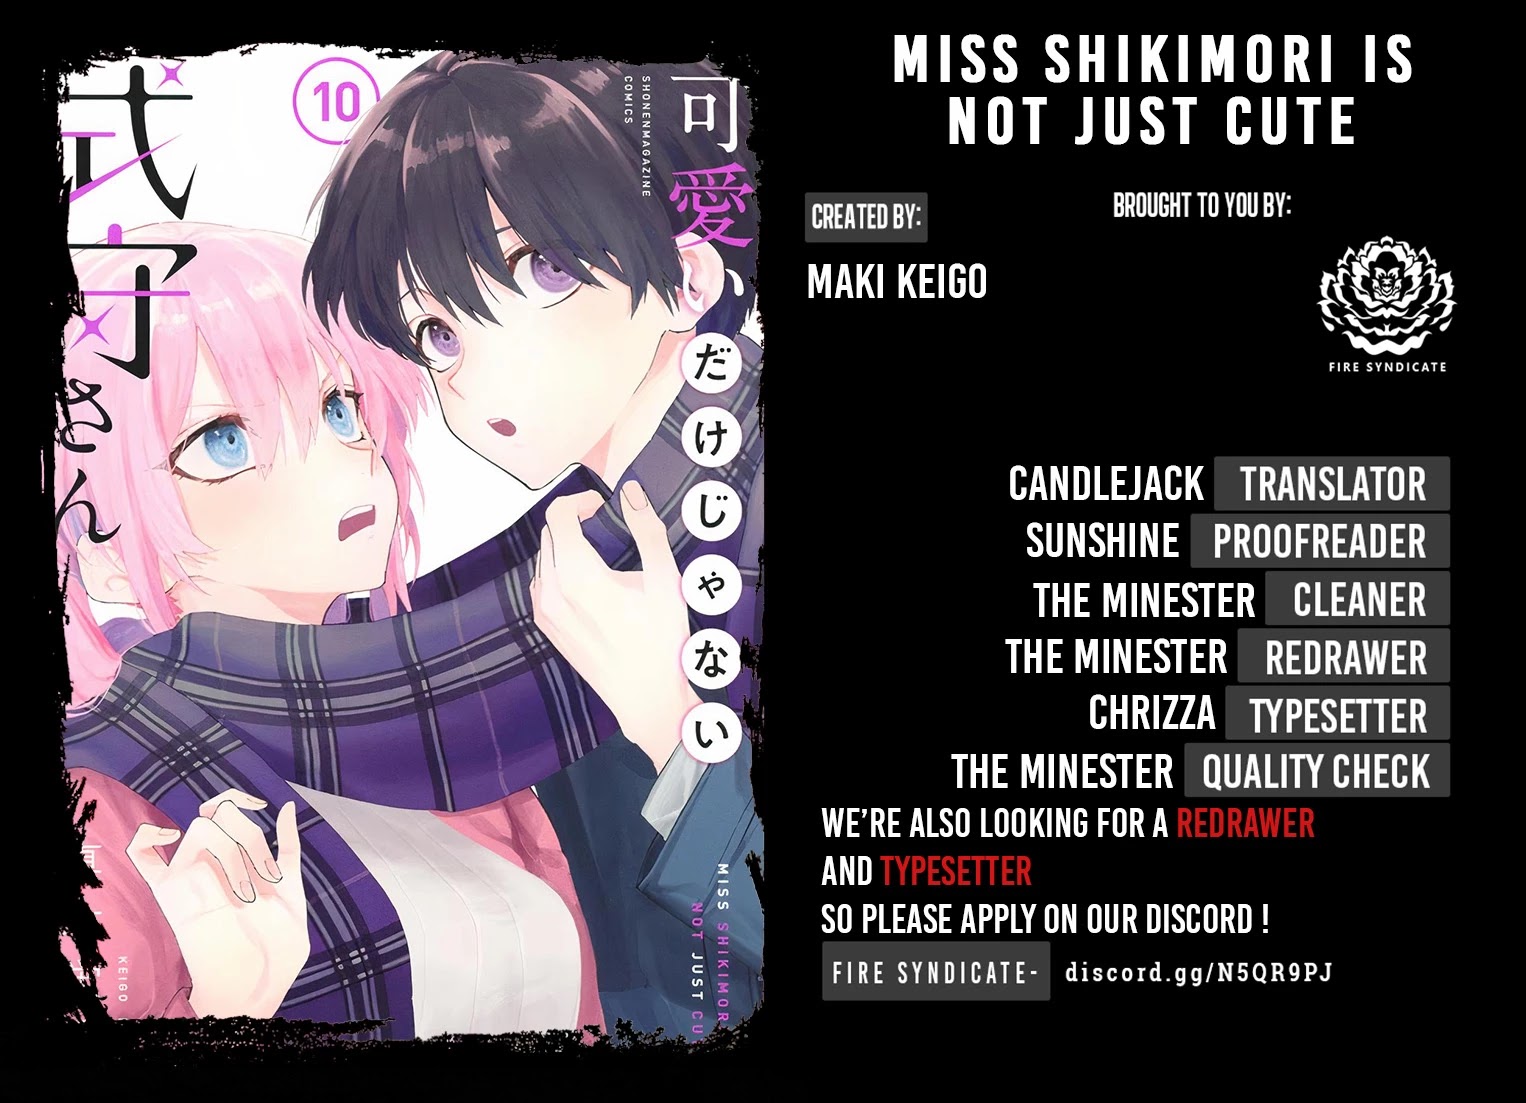 式守さん
10
SHONENMAGAZINE
COMICS
可愛い
だけじゃない
KEIGO
MISS SHIKIMOR
NOT JUST CU
MISS SHIKIMORI IS
NOT JUST CUTE
CREATED BY:
MAKI KEIGO
BROUGHT TO YOU BY:
FIRE SYNDICATE
CANDLEJACK TRANSLATOR
SUNSHINE PROOFREADER
THE MINESTER CLEANER
THE MINESTER REDRAWER
CHRIZZA TYPESETTER
THE MINESTER QUALITY CHECK
WE'RE ALSO LOOKING FOR A REDRAWER
AND TYPESETTER
SO PLEASE APPLY ON OUR DISCORD !
FIRE SYNDICATE- discord.gg/N5QR9PJ